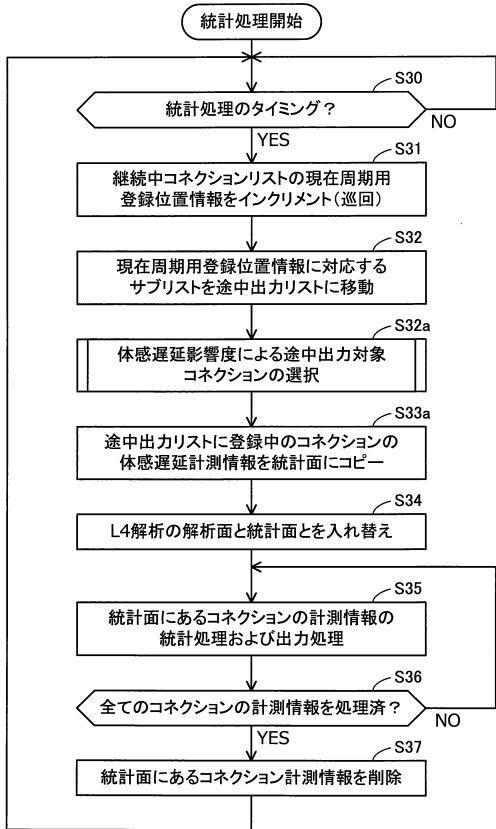 統計処理開始
S30
統計処理のタイミング？
NO
YES
S31
継続中コネクションリストの現在周期用
登録位置情報をインクリメント（巡回）
S32
現在周期用登録位置情報に対応する
サブリストを途中出力リストに移動
S32a
体感遅延影響度による途中出力対象
コネクションの選択
S33a
途中出力リストに登録中のコネクションの
体感遅延計測情報を統計面にコピー
S34
L4解析の解析面と統計面とを入れ替え
S35
統計面にあるコネクションの計測情報の
統計処理および出力処理
S36
全てのコネクションの計測情報を処理済？
NO
YES
S37
統計面にあるコネクション計測情報を削除